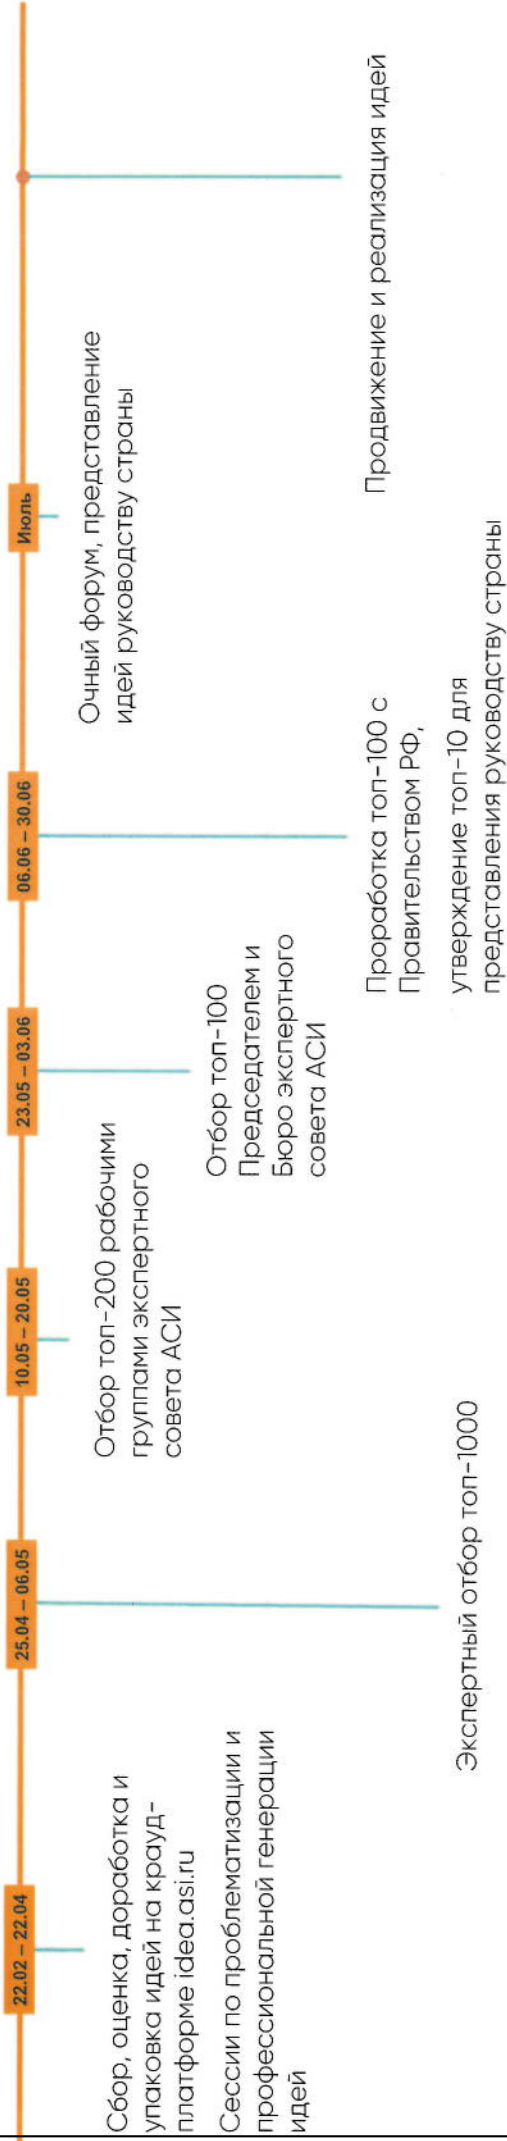 22.02 – 22.04
Сбор, оценка, доработка и
упаковка идей на крауд-
платформе idea.asi.ru
Сессии по проблематизации и
профессиональной генерации
идей
25.04 – 06.05
Экспертный отбор топ-1000
10.05 – 20.05
Отбор топ-200 рабочими
группами экспертного
совета АСИ
23.05 – 03.06
Отбор топ-100
Председателем и
Бюро экспертного
совета АСИ
06.06 – 30.06
Проработка топ-100 с
Правительством РФ,
утверждение топ-10 для
представления руководству страны
Июль
Очный форум, представление
идей руководству страны
Продвижение и реализация идей